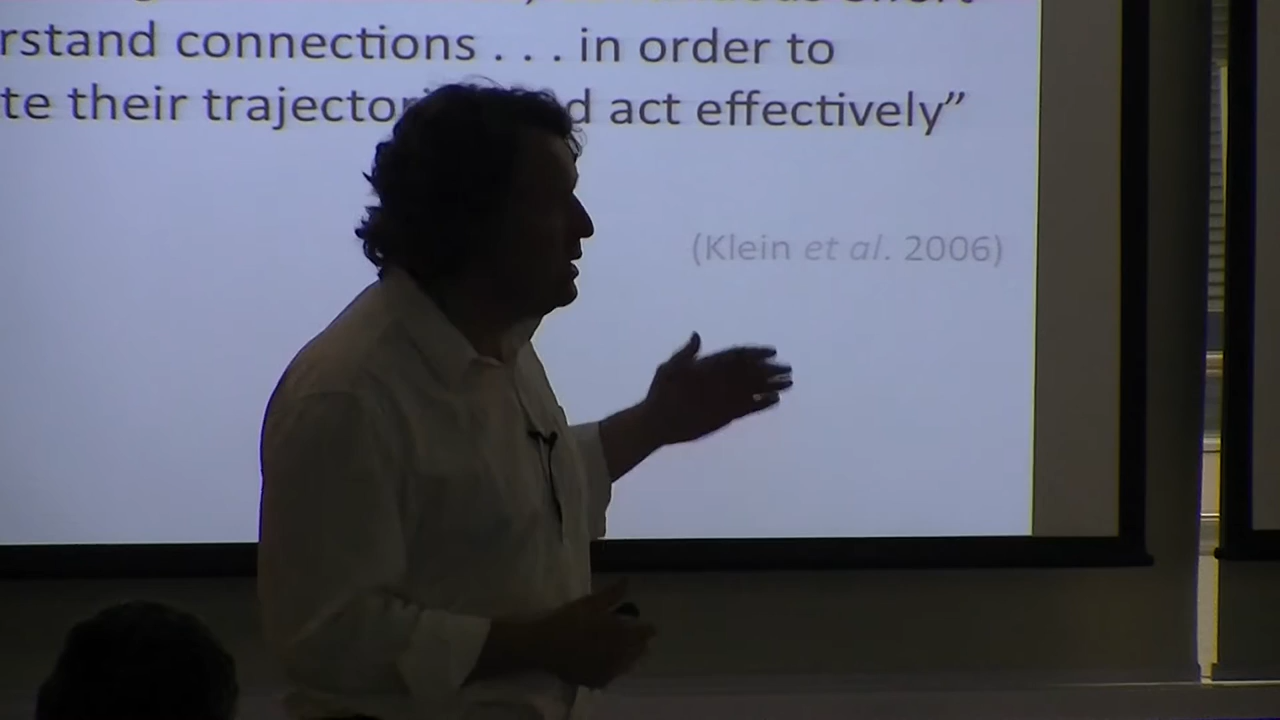 rstand connections . . . in order to
te their trajector d act effectively”
(Klein et al. 2006)